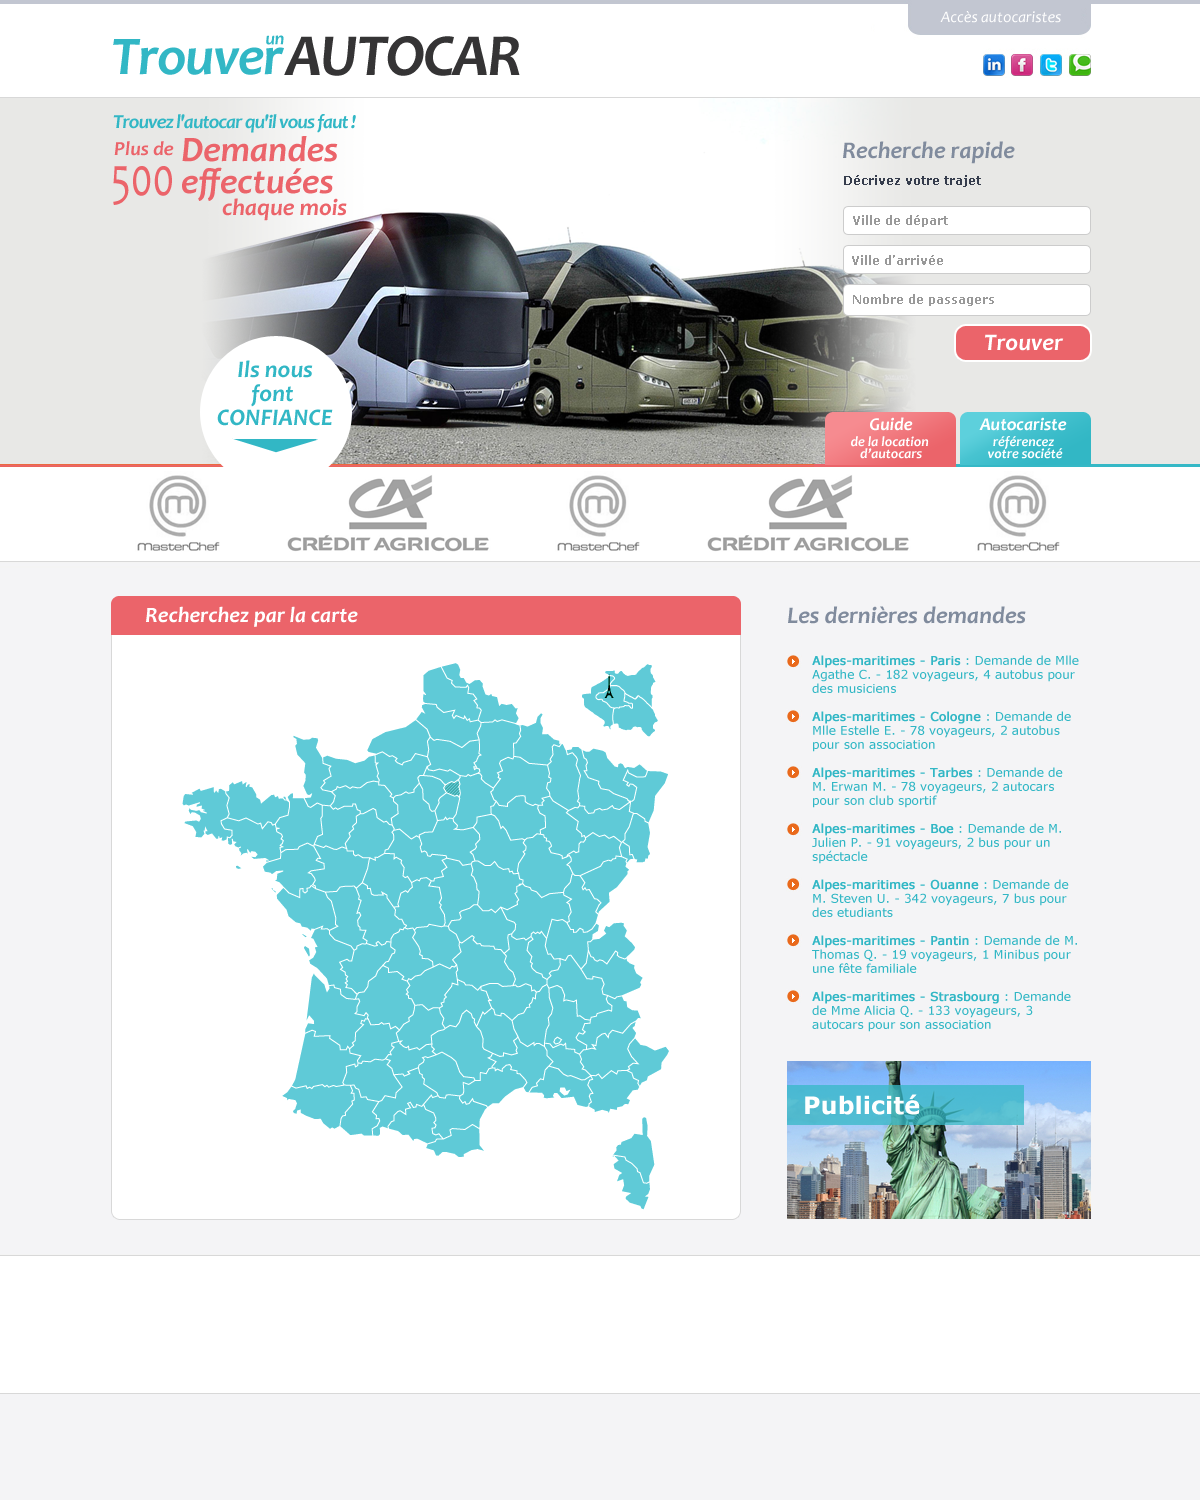 Accès autocaristes
Trouver un AUTOCAR
Trouvez l'autocar qu'il vous faut !
Plus de 500 Demandes
effectuées
chaque mois
Recherche rapide
Décrivez votre trajet
Ville de départ
Ville d'arrivée
Nombre de passagers
Trouver
Ils nous
font
CONFIANCE
Guide
de la location
d'autocars
Autocariste
référencez
votre société
MasterChef
CRÉDIT AGRICOLE
MasterChef
CRÉDIT AGRICOLE
MasterChef
Recherchez par la carte
Les dernières demandes
Alpes-maritimes - Paris : Demande de Mlle
Agathe C. - 182 voyageurs, 4 autobus pour
des musiciens
Alpes-maritimes - Cologne : Demande de
Mlle Estelle E. - 78 voyageurs, 2 autobus
pour son association
Alpes-maritimes - Tarbes : Demande de
M. Erwan M. - 78 voyageurs, 2 autocars
pour son club sportif
Alpes-maritimes - Boe : Demande de M.
Julien P. - 91 voyageurs, 2 bus pour un
spéctacle
Alpes-maritimes - Ouanne : Demande de
M. Steven U. - 342 voyageurs, 7 bus pour
des etudiants
Alpes-maritimes - Pantin : Demande de M.
Thomas Q. - 19 voyageurs, 1 Minibus pour
une fête familiale
Alpes-maritimes - Strasbourg : Demande
de Mme Alicia Q. - 133 voyageurs, 3
autocars pour son association
Publicité